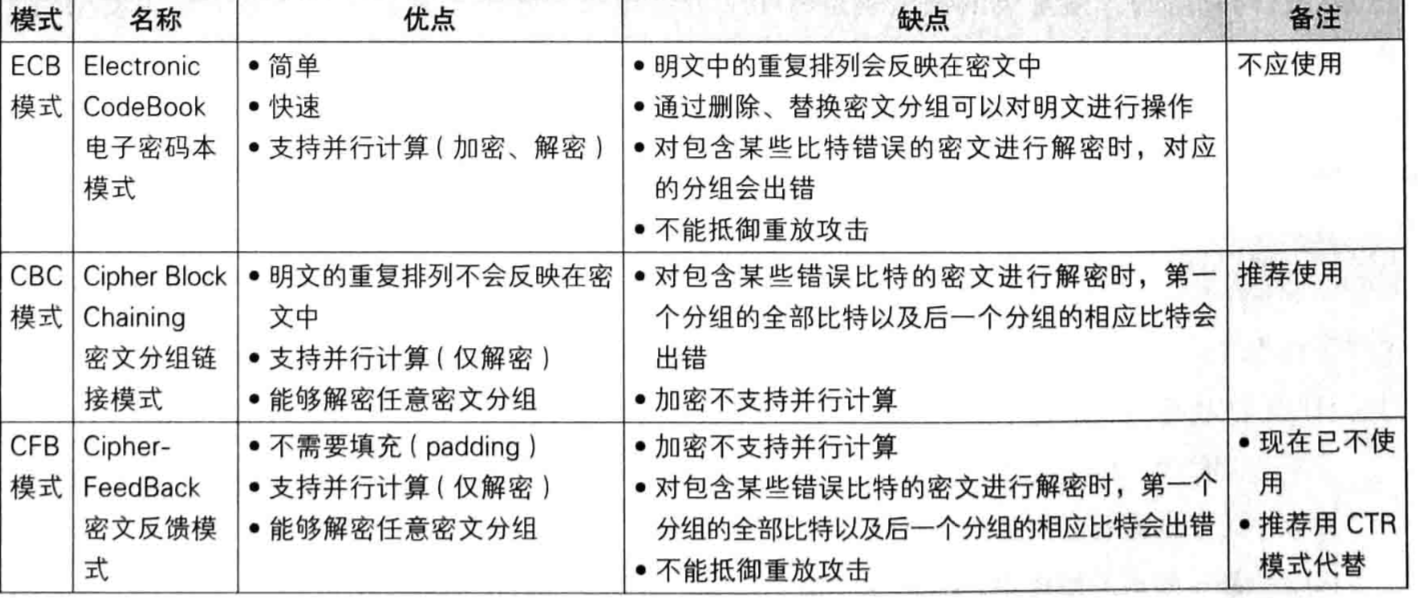 模式 名称 优点 缺点 备注
ECB模式 Electronic CodeBook 电子密码本模式
• 简单
• 快速
• 支持并行计算（加密、解密）
• 明文中的重复排列会反映在密文中
• 通过删除、替换密文分组可以对明文进行操作
• 对包含某些比特错误的密文进行解密时，对应
的分组会出错
• 不能抵御重放攻击
不应使用
CBC模式 Cipher Block Chaining 密文分组链接模式
• 明文的重复排列不会反映在密
文中
• 支持并行计算（仅解密）
• 能够解密任意密文分组
• 对包含某些错误比特的密文进行解密时，第一
个分组的全部比特以及后一个分组的相应比特会
出错
• 加密不支持并行计算
推荐使用
CFB模式 Cipher-FeedBack 密文反馈模式
• 不需要填充（padding）
• 支持并行计算（仅解密）
• 能够解密任意密文分组
• 加密不支持并行计算
• 对包含某些错误比特的密文进行解密时，第一个
分组的全部比特以及后一个分组的相应比特会出错
• 不能抵御重放攻击
• 现在已不使
用
• 推荐用 CTR
模式代替